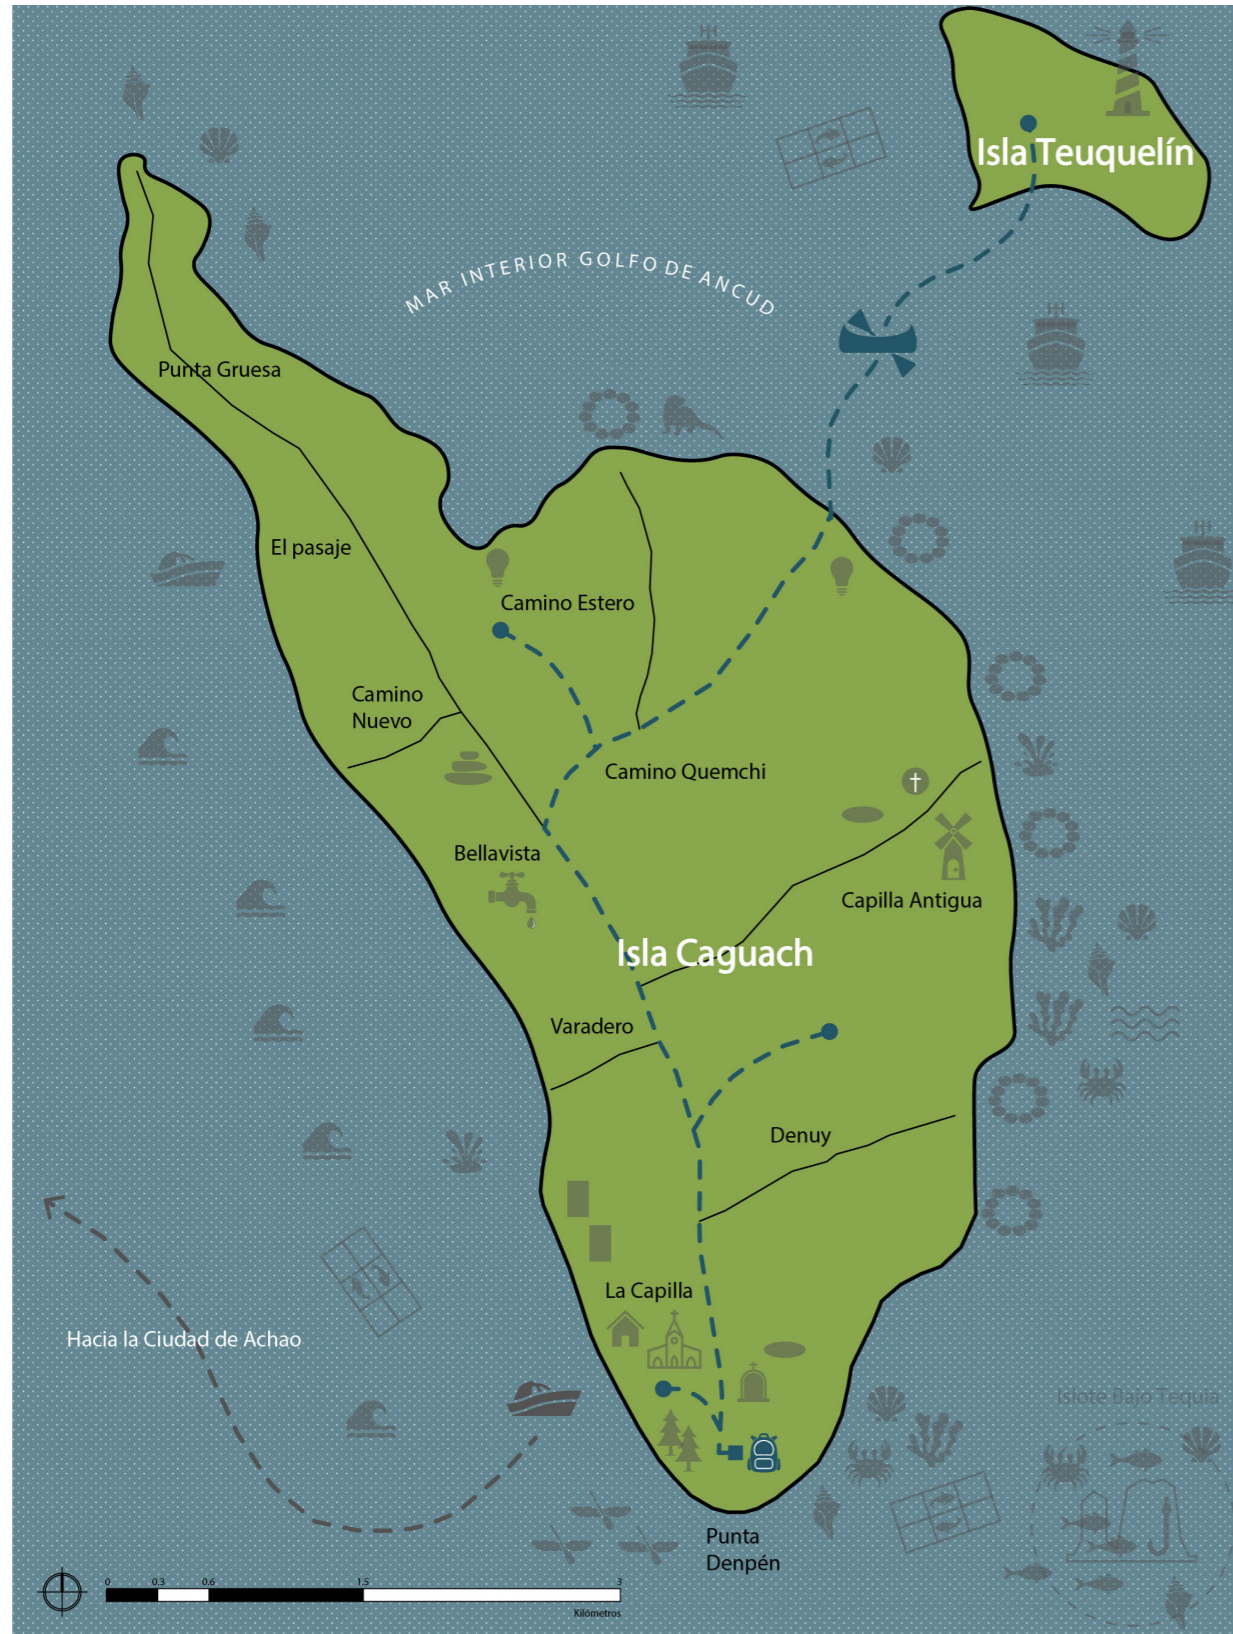 Isla Teuquelín
MAR INTERIOR GOLFO DE ANCUD
Punta Gruesa
El pasaje
Camino Estero
Camino
Nuevo
Camino Quemchi
Bellavista
Capilla Antigua
Isla Caguach
Varadero
Denuy
La Capilla
Hacia la Ciudad de Achao
Islote Bajo Tequia
Punta
Denpén
0 0.3 0.6 1.5 3
Kilómetros